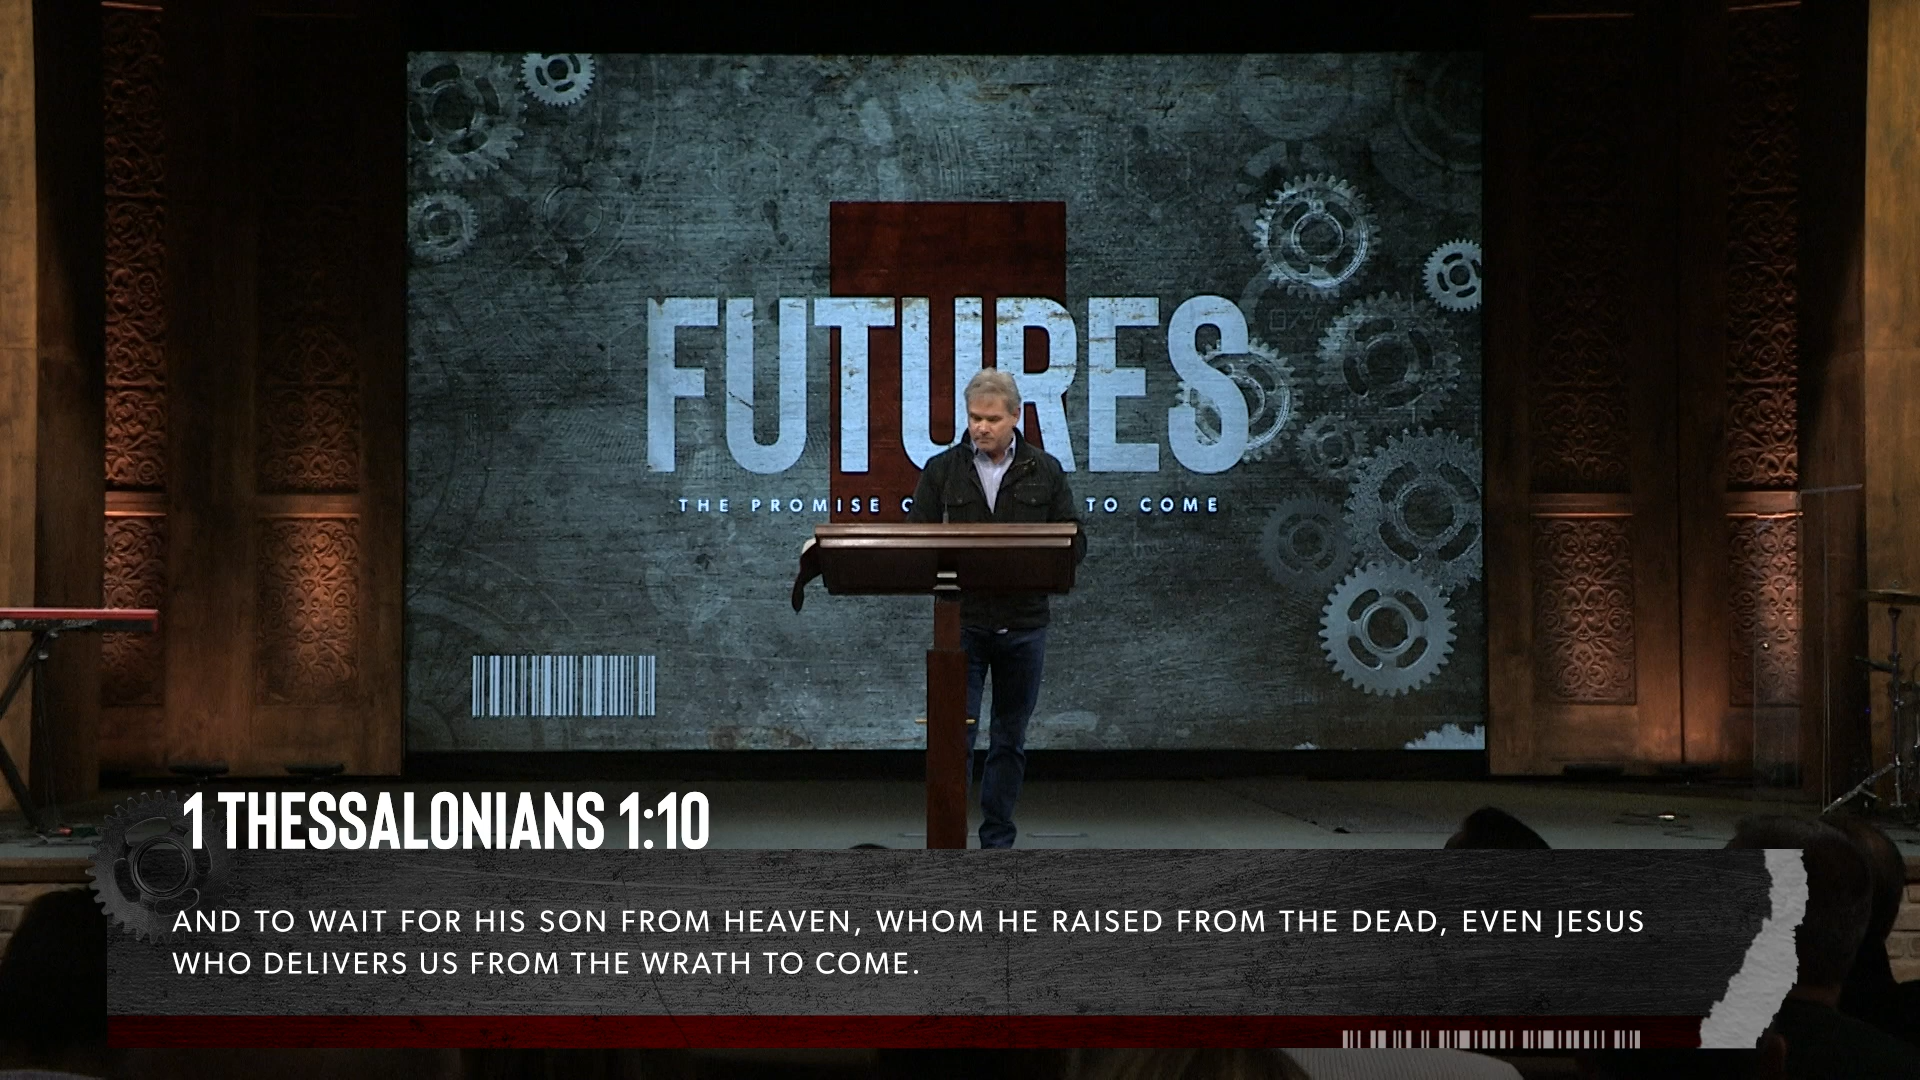 FUTURES
THE PROMISE TO COME
1 THESSALONIANS 1:10
AND TO WAIT FOR HIS SON FROM HEAVEN, WHOM HE RAISED FROM THE DEAD, EVEN JESUS
WHO DELIVERS US FROM THE WRATH TO COME.